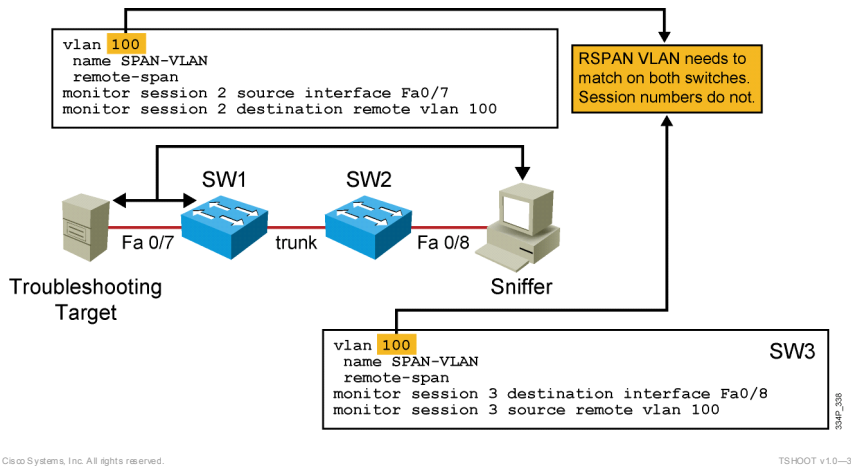 vlan 100
name SPAN-VLAN
remote-span
monitor session 2 source interface Fa0/7
monitor session 2 destination remote vlan 100
RSPAN VLAN needs to
match on both switches.
Session numbers do not.
SW1
SW2
Fa 0/7
trunk
Fa 0/8
Troubleshooting
Target
Sniffer
vlan 100
name SPAN-VLAN
remote-span
monitor session 3 destination interface Fa0/8
monitor session 3 source remote vlan 100
SW3
334P_338
Cisco Systems, Inc. All rights reserved.
TSHOOT v1.0—3